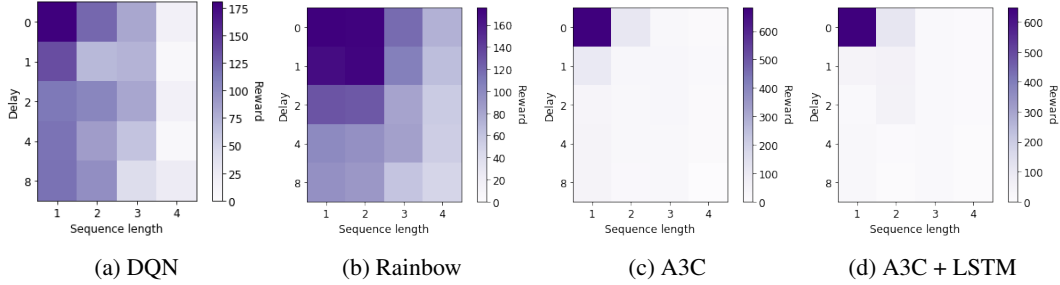 0
1
2
4
8
Delay
1 2 3 4
Sequence length
175
150
125
100
75
50
25
0
Reward
(a) DQN
0
1
2
4
8
Delay
1 2 3 4
Sequence length
160
140
120
100
80
60
40
20
0
Reward
(b) Rainbow
0
1
2
4
8
Delay
1 2 3 4
Sequence length
600
500
400
300
200
100
0
Reward
(c) A3C
0
1
2
4
8
Delay
1 2 3 4
Sequence length
600
500
400
300
200
100
0
Reward
(d) A3C + LSTM